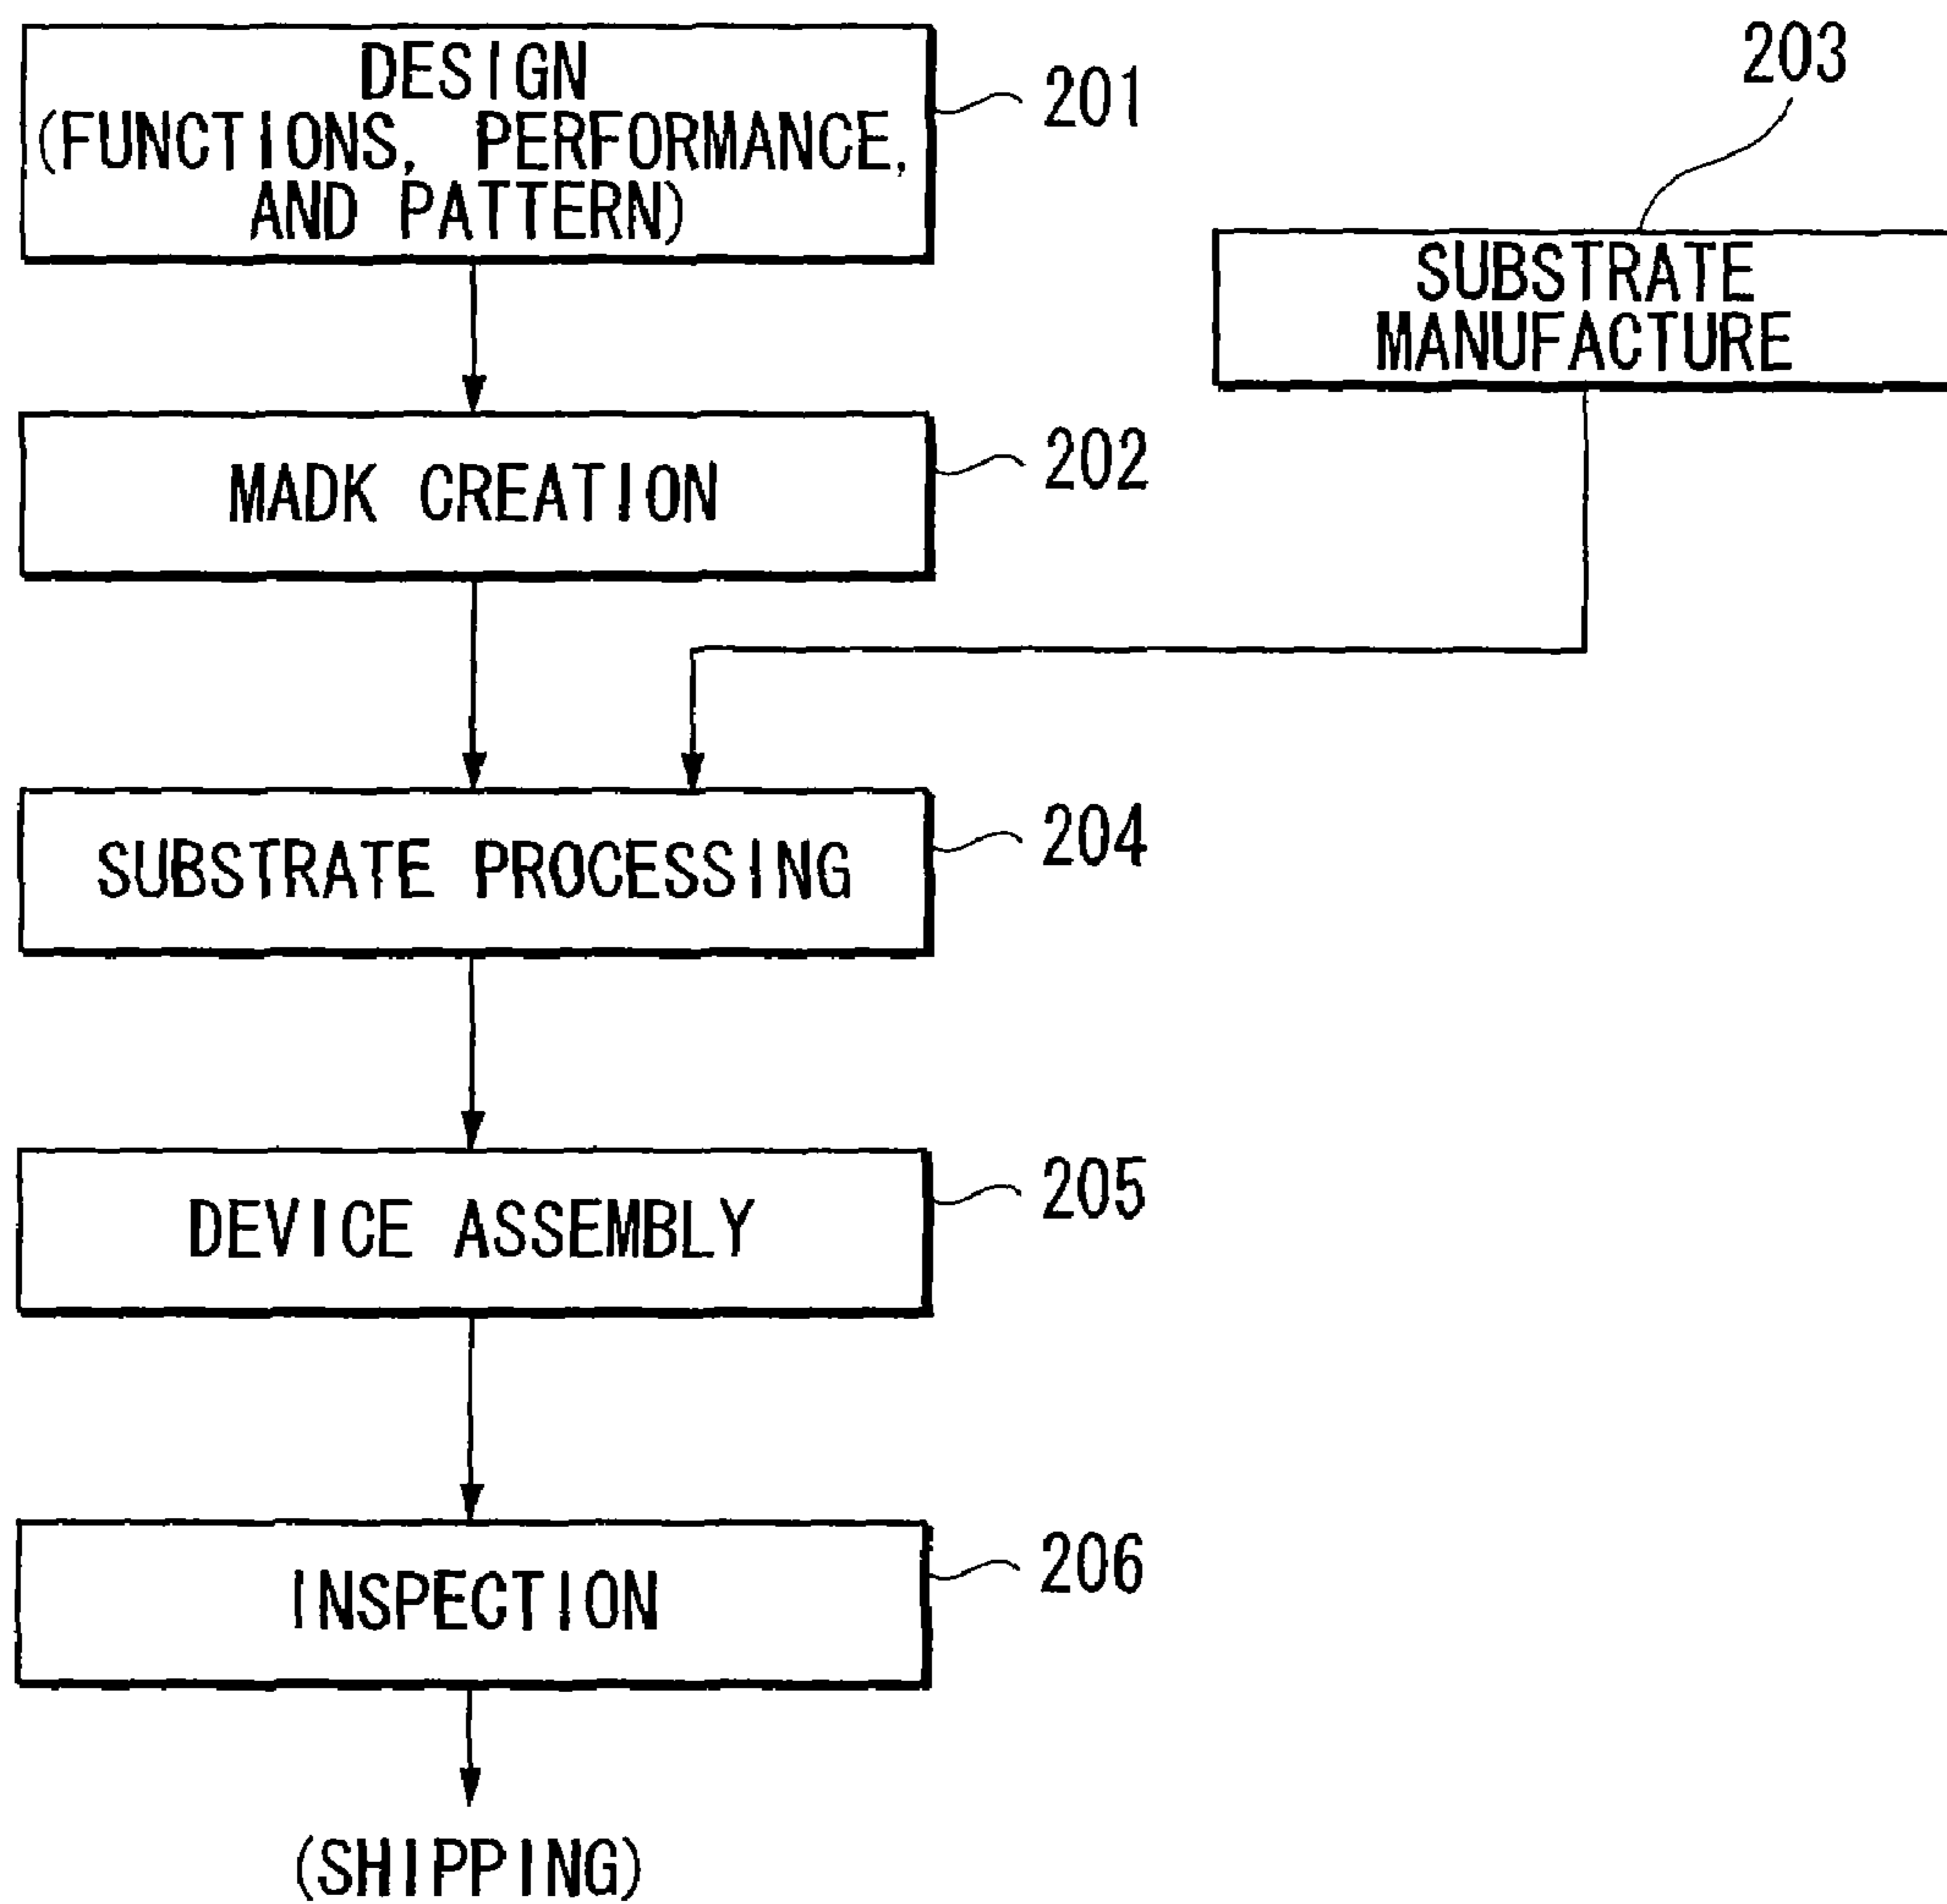 DESIGN
(FUNCTIONS, PERFORMANCE,
AND PATTERN)
201
203
SUBSTRATE
MANUFACTURE
MADK CREATION
202
SUBSTRATE PROCESSING
204
DEVICE ASSEMBLY
205
INSPECTION
206
(SHIPPING)